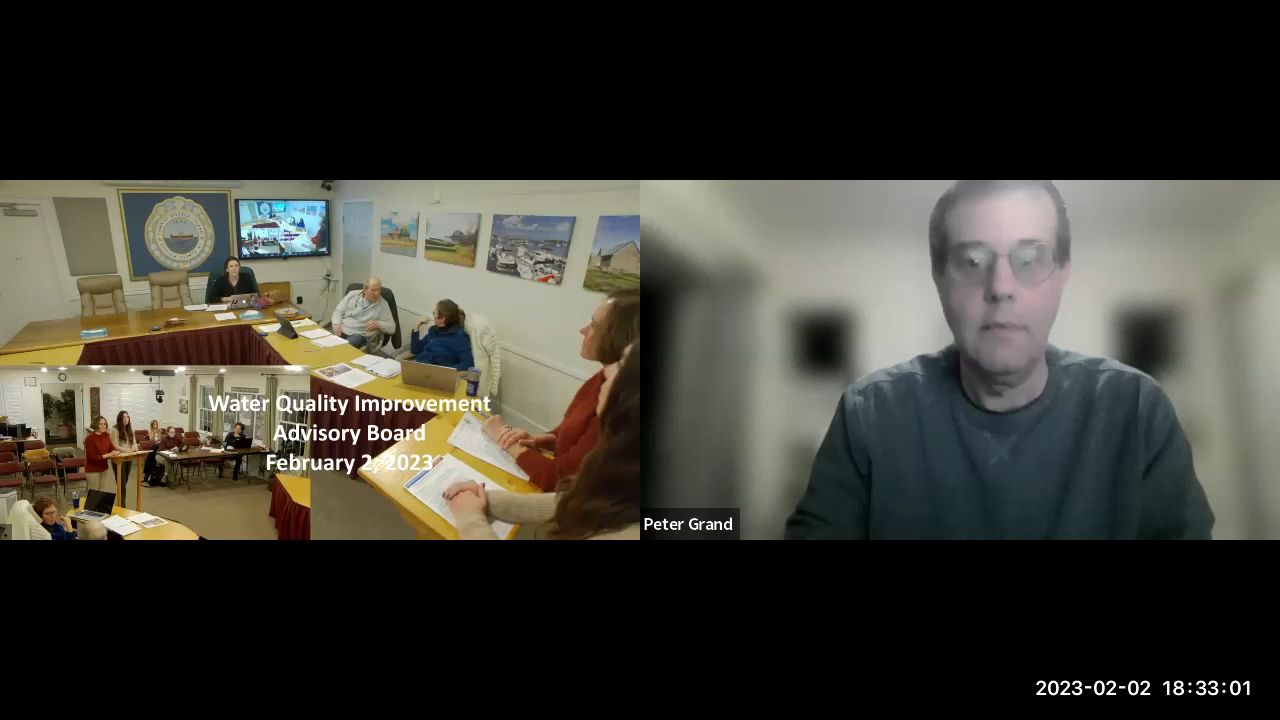 Water Quality Improvement
Advisory Board
February 2, 2023
Peter Grand
2023-02-02 18:33:01